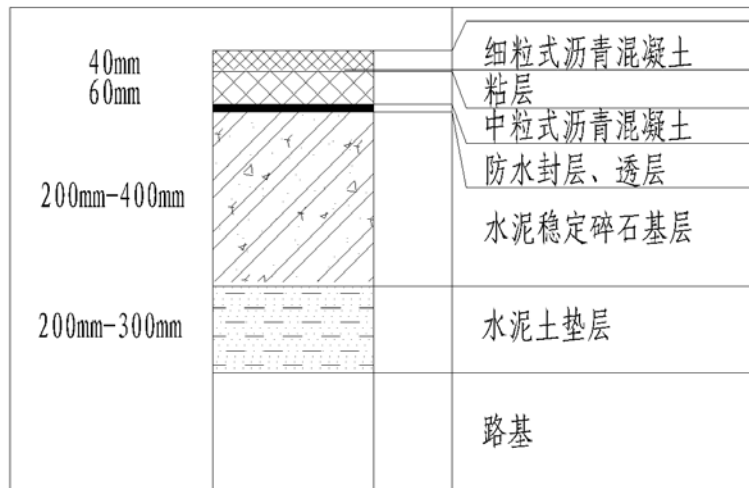 40mm
60mm
200mm-400mm
200mm-300mm
细粒式沥青混凝土
粘层
中粒式沥青混凝土
防水封层、透层
水泥稳定碎石基层
水泥土垫层
路基